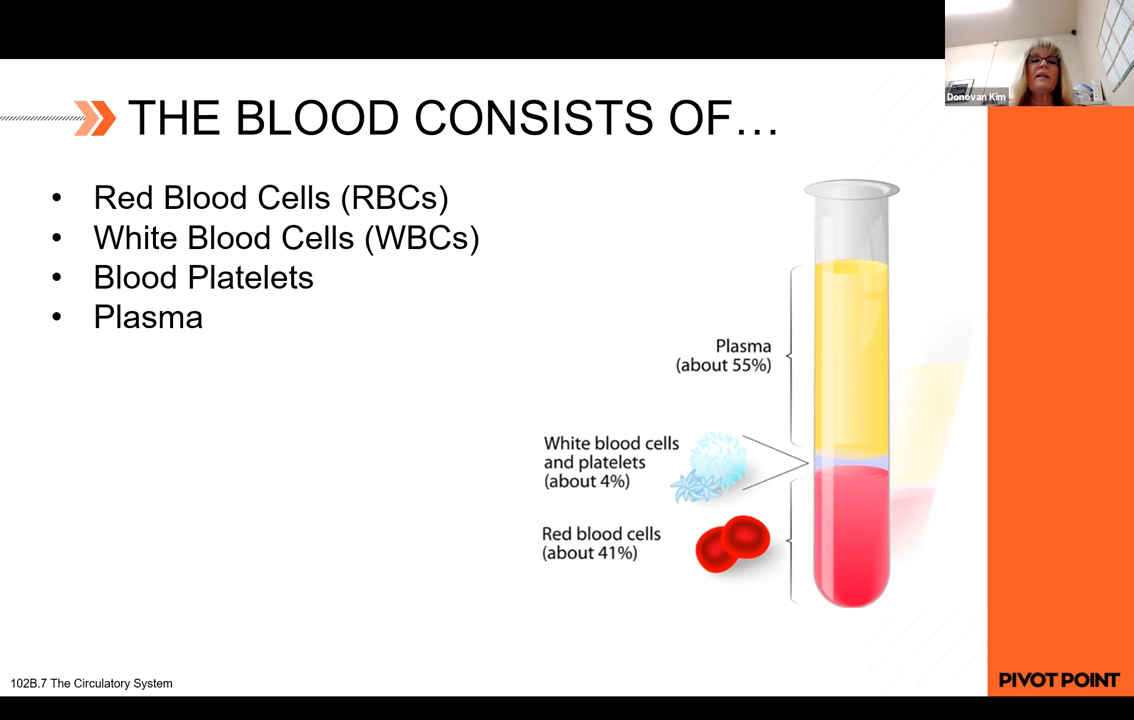 Donovan Kim
THE BLOOD CONSISTS OF…
• Red Blood Cells (RBCs)
• White Blood Cells (WBCs)
• Blood Platelets
• Plasma
Plasma
(about 55%)
White blood cells
and platelets
(about 4%)
Red blood cells
(about 41%)
102B.7 The Circulatory System
PIVOT POINT